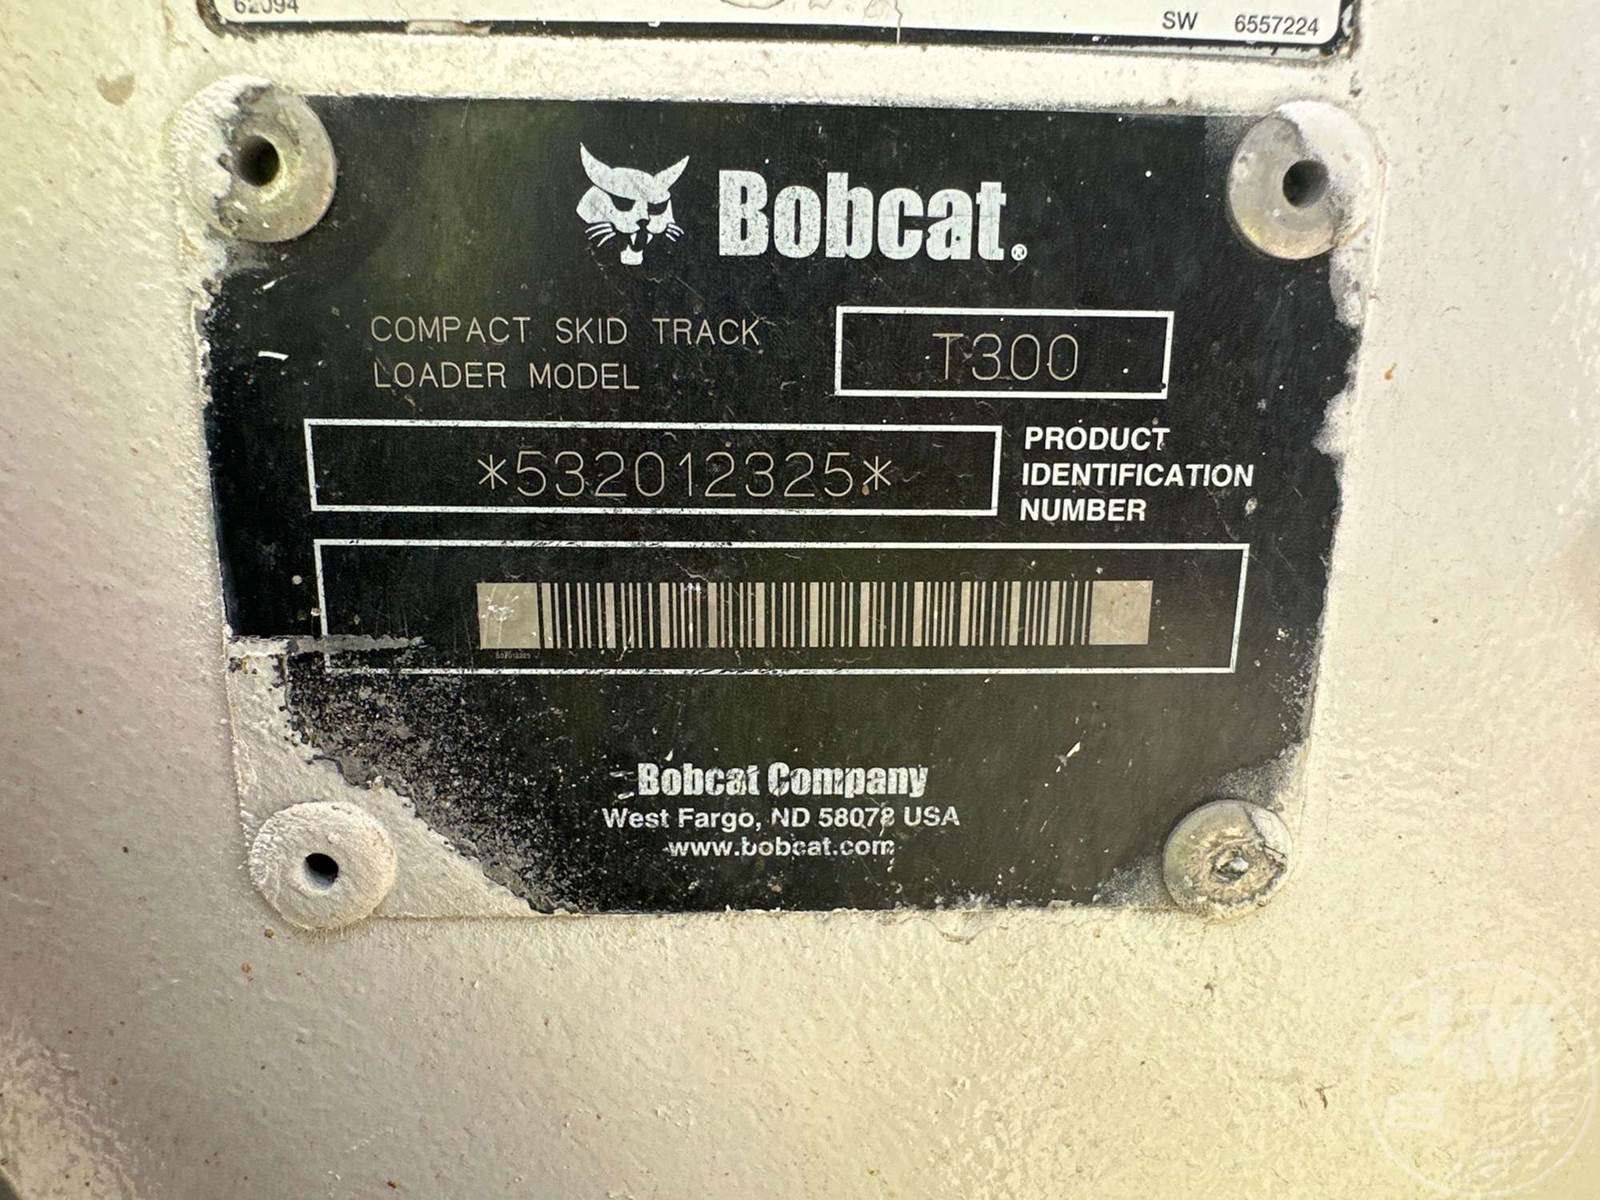 62094
SW 6557224
Bobcat®
COMPACT SKID TRACK
LOADER MODEL
T300
*532012325*
PRODUCT
IDENTIFICATION
NUMBER
Bobcat Company
West Fargo, ND 58078 USA
www.bobcat.com